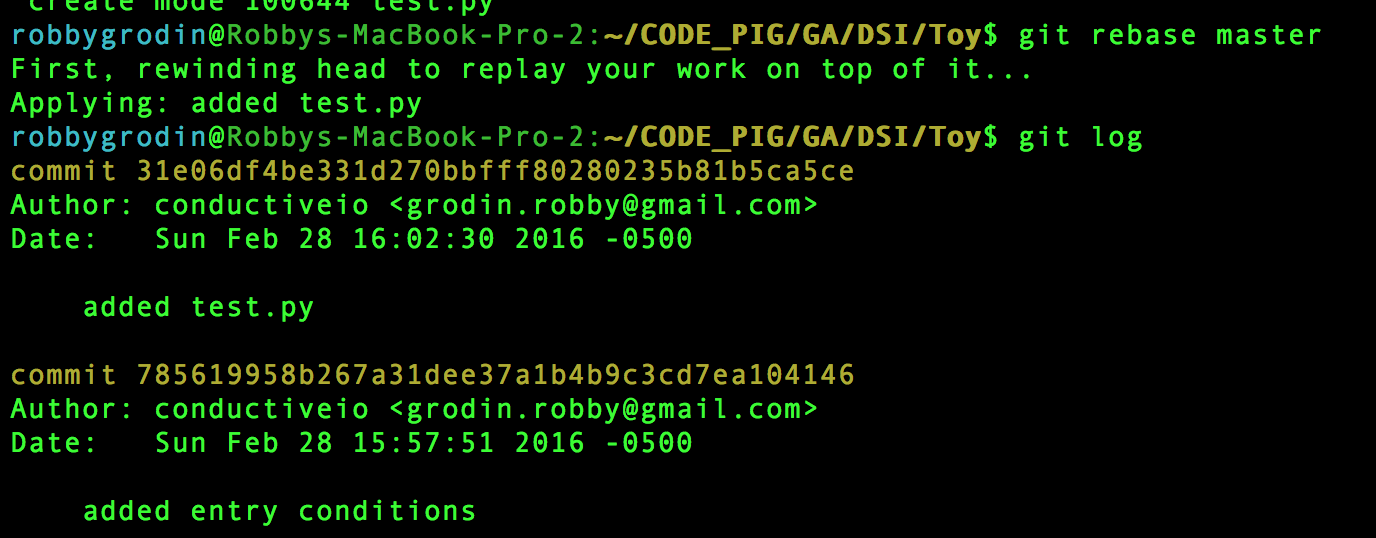 create mode 100644 test.py
robbygrodin@Robbys-MacBook-Pro-2:~/CODE_PIG/GA/DSI/Toy$ git rebase master
First, rewinding head to replay your work on top of it...
Applying: added test.py
robbygrodin@Robbys-MacBook-Pro-2:~/CODE_PIG/GA/DSI/Toy$ git log
commit 31e06df4be331d270bbfff80280235b81b5ca5ce
Author: conductiveio <grodin.robby@gmail.com>
Date:   Sun Feb 28 16:02:30 2016 -0500
added test.py
commit 785619958b267a31dee37a1b4b9c3cd7ea104146
Author: conductiveio <grodin.robby@gmail.com>
Date:   Sun Feb 28 15:57:51 2016 -0500
added entry conditions